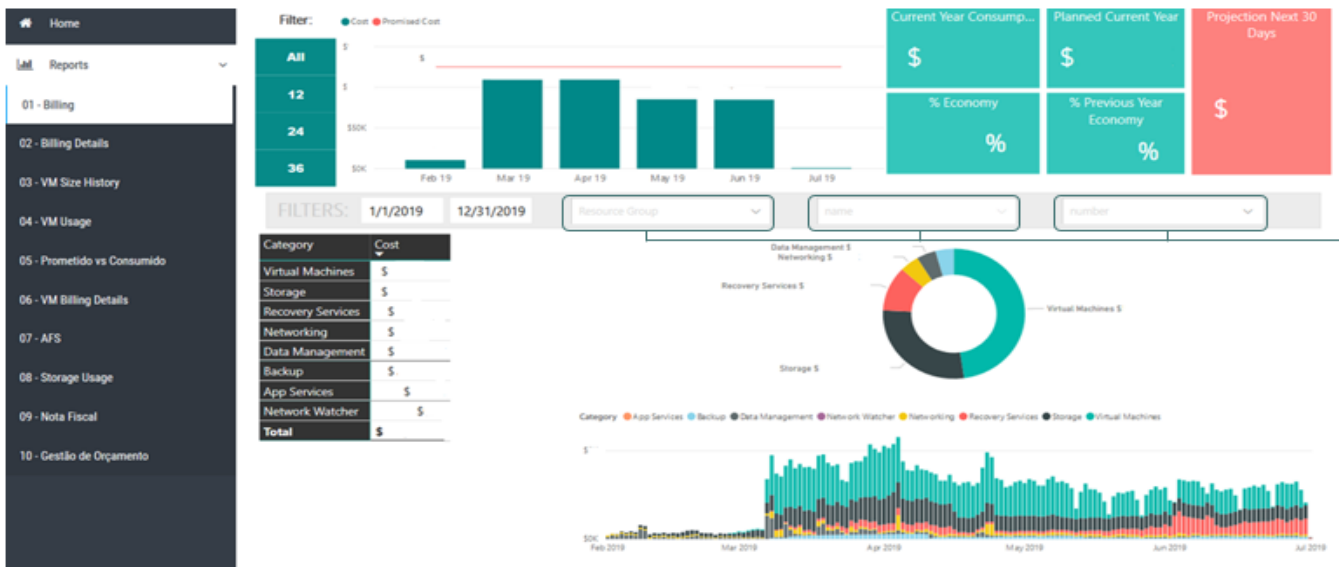 Home
Reports
01 - Billing
02 - Billing Details
03 - VM Size History
04 - VM Usage
05 - Prometido vs Consumido
06 - VM Billing Details
07 - AFS
08 - Storage Usage
09 - Nota Fiscal
10 - Gestão de Orçamento
Filter:
All
12
24
36
Cost Promised Cost
$
$
$
$50K
$0K
Feb 19 Mar 19 Apr 19 May 19 Jun 19 Jul 19
Current Year Consump...
$
Planned Current Year
$
Projection Next 30
Days
$
% Economy
%
% Previous Year
Economy
%
FILTERS:
1/1/2019
12/31/2019
Resource Group
name
number
Category Cost
Virtual Machines $
Storage $
Recovery Services $
Networking $
Data Management $
Backup $
App Services $
Network Watcher $
Total $
Data Management $
Networking $
Recovery Services $
Virtual Machines $
Storage $
Category App Services Backup Data Management Network Watcher Networking Recovery Services Storage Virtual Machines
$
$0K
Feb 2019 Mar 2019 Apr 2019 May 2019 Jun 2019 Jul 2019